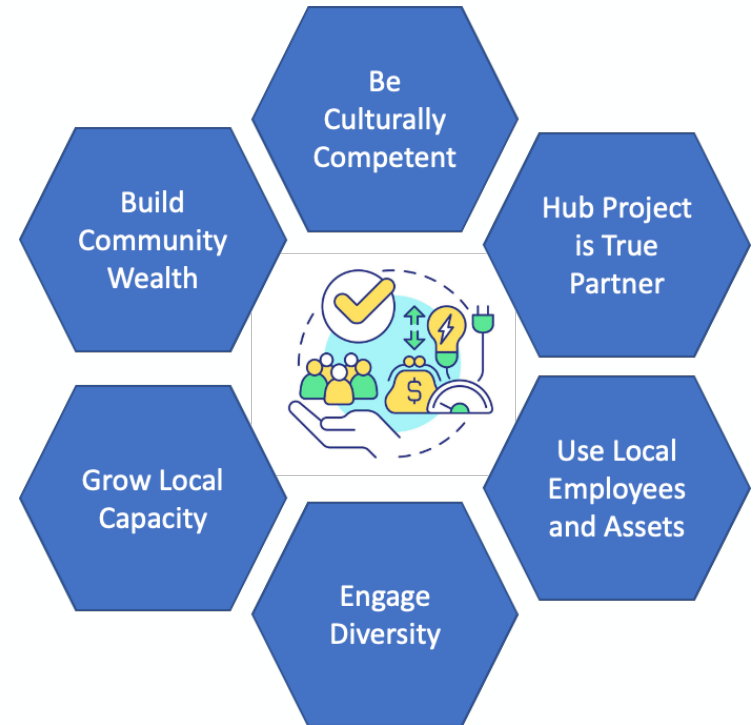 Be
Culturally
Competent
Hub Project
is True
Partner
Use Local
Employees
and Assets
Engage
Diversity
Grow Local
Capacity
Build
Community
Wealth
$